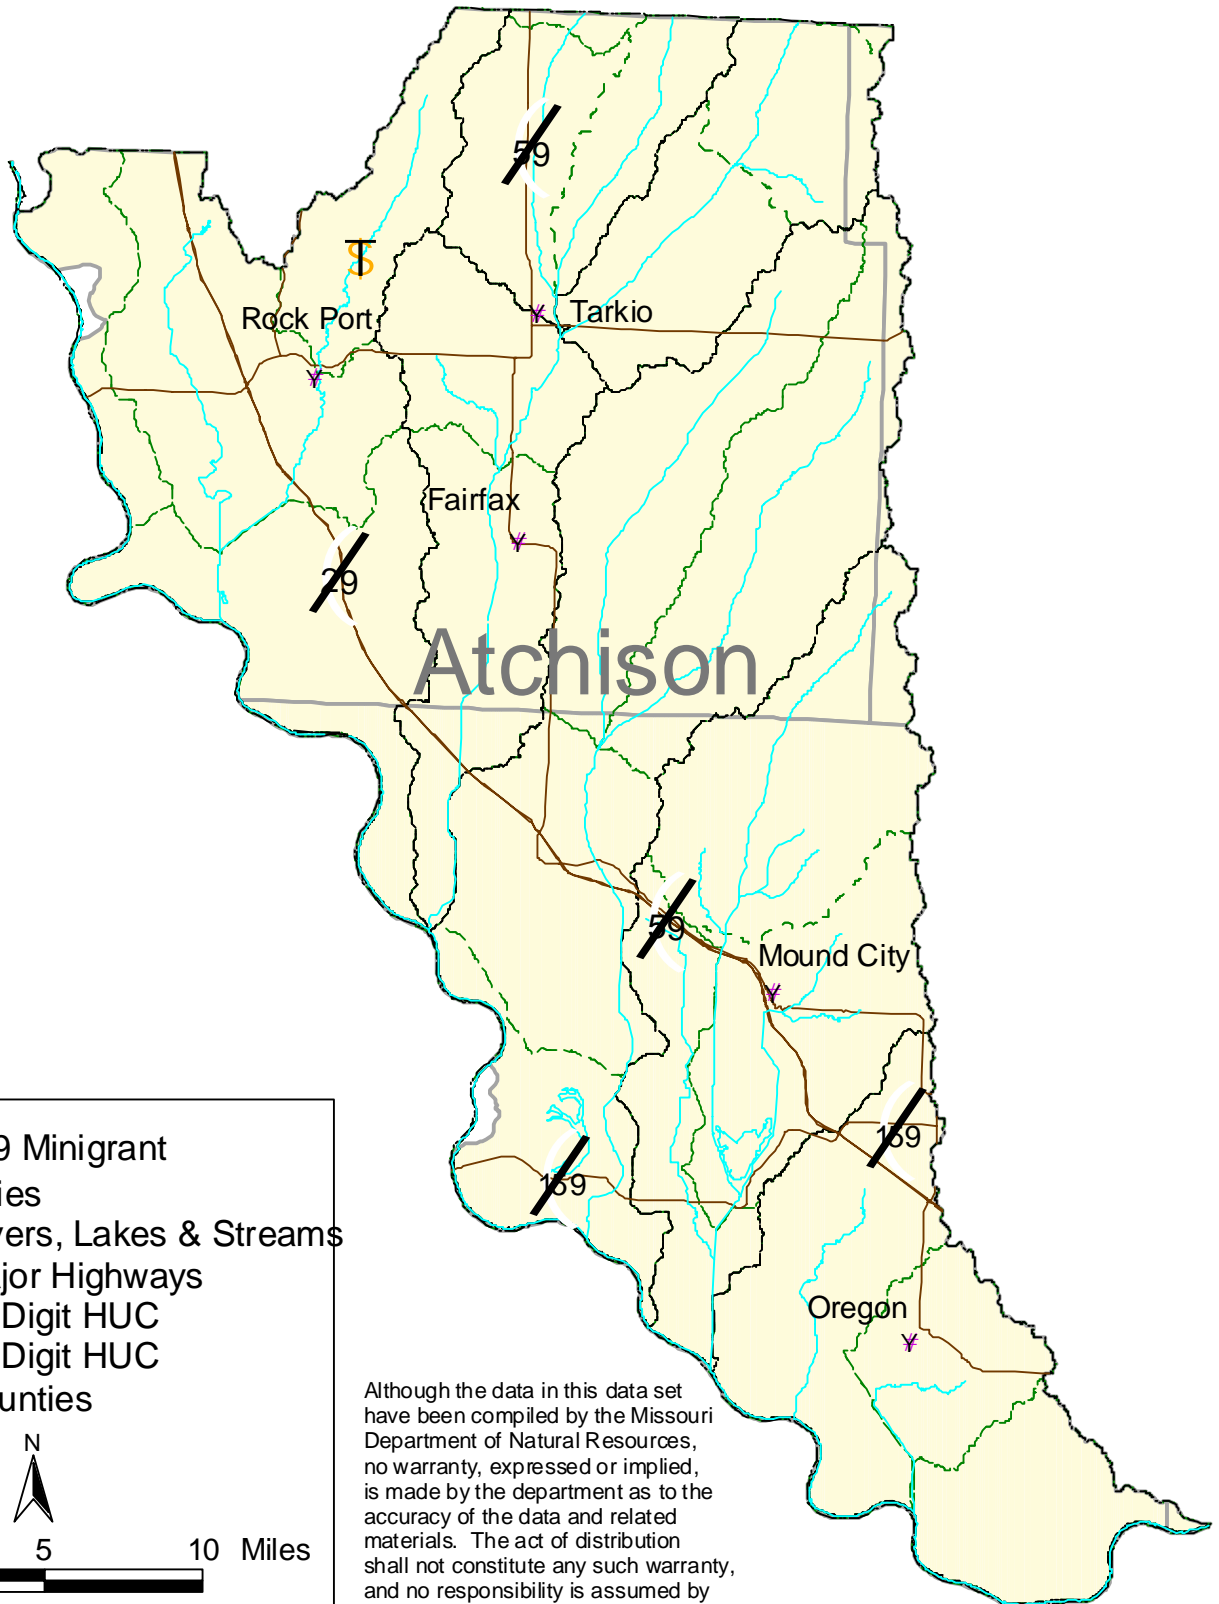 59
Rock Port
Tarkio
Fairfax
29
Atchison
59
Mound City
159
159
Oregon
9 Minigrant
ies
vers, Lakes & Streams
ajor Highways
Digit HUC
Digit HUC
unties
N
5 10 Miles
Although the data in this data set
have been compiled by the Missouri
Department of Natural Resources,
no warranty, expressed or implied,
is made by the department as to the
accuracy of the data and related
materials. The act of distribution
shall not constitute any such warranty,
and no responsibility is assumed by